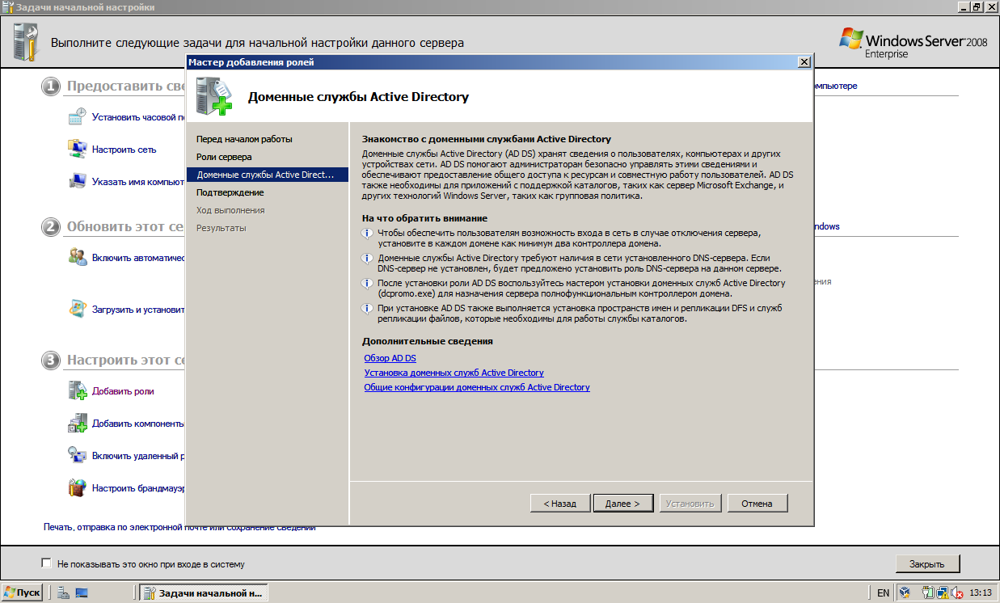 Задачи начальной настройки
Выполните следующие задачи для начальной настройки данного сервера
Windows Server 2008
Enterprise
Мастер добавления ролей
Доменные службы Active Directory
Перед началом работы
Роли сервера
Доменные службы Active Direct...
Подтверждение
Ход выполнения
Результаты
Знакомство с доменными службами Active Directory
Доменные службы Active Directory (AD DS) хранят сведения о пользователях, компьютерах и других
устройствах сети. AD DS помогают администраторам безопасно управлять этими сведениями и
обеспечивают предоставление общего доступа к ресурсам и совместную работу пользователей. AD DS
также необходимы для приложений с поддержкой каталогов, таких как сервер Microsoft Exchange, и
других технологий Windows Server, таких как групповая политика.
На что обратить внимание
Чтобы обеспечить пользователям возможность входа в сеть в случае отключения сервера,
установите в каждом домене как минимум два контроллера домена.
Доменные службы Active Directory требуют наличия в сети установленного DNS-сервера. Если
DNS-сервер не установлен, будет предложено установить роль DNS-сервера на данном сервере.
После установки роли AD DS воспользуйтесь мастером установки доменных служб Active Directory
(dcpromo.exe) для назначения сервера полнофункциональным контроллером домена.
При установке AD DS также выполняется установка пространств имен и репликации DFS и служб
репликации файлов, которые необходимы для работы службы каталогов.
Дополнительные сведения
Обзор AD DS
Установка доменных служб Active Directory
Общие конфигурации доменных служб Active Directory
< Назад
Далее >
Установить
Отмена
1 Предоставить све
мпьютере
Установить часовой п
Настроить сеть
Указать имя компьют
2 Обновить этот се
ndows
Включить автоматичес
ения
Загрузить и установит
3 Настроить этот се
Добавить роли
Добавить компоненты
Включить удаленный р
Настроить брандмауэр
Печать, отправка по электронной почте или сохранение сведений
Не показывать это окно при входе в систему
Закрыть
Пуск
Задачи начальной н...
EN
13:13